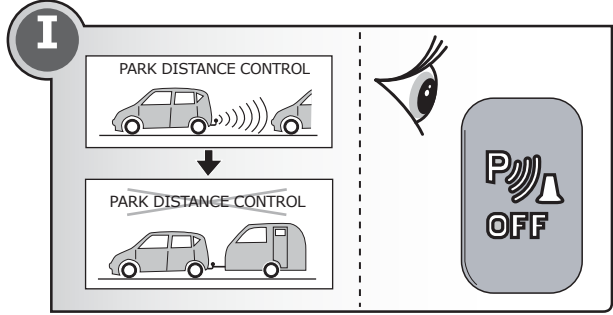 I
PARK DISTANCE CONTROL
PARK DISTANCE CONTROL
P
OFF